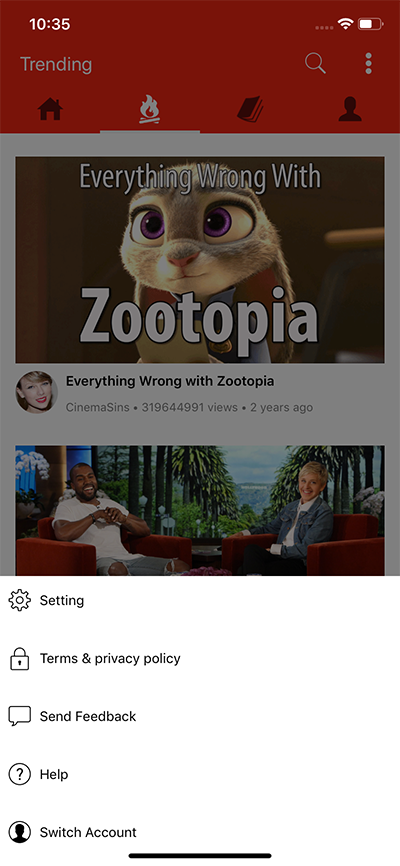 10:35
Trending
Everything Wrong With
Zootopia
Everything Wrong with Zootopia
CinemaSins • 319644991 views • 2 years ago
Setting
Terms & privacy policy
Send Feedback
? Help
Switch Account